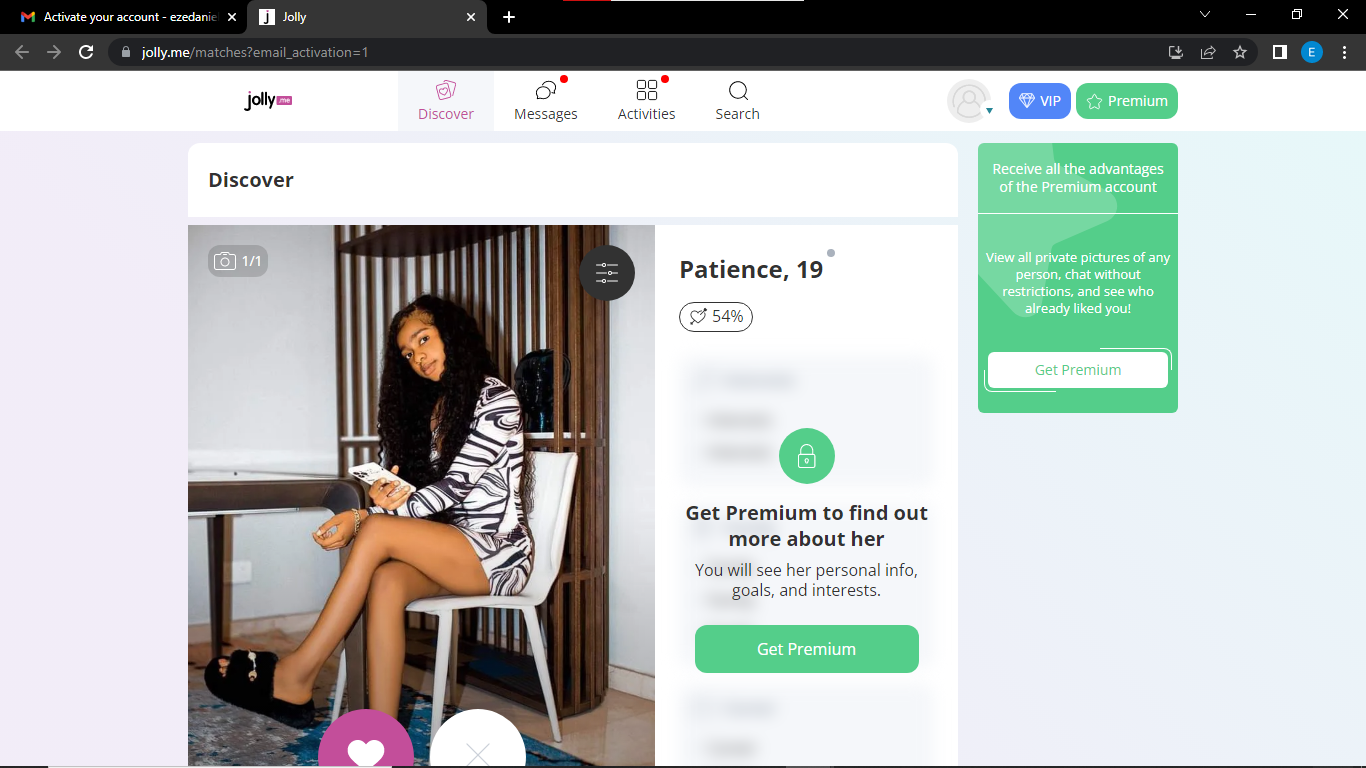 Activate your account - ezedanie
Jolly
jolly.me/matches?email_activation=1
E
jolly.me
Discover
Messages
Activities
Search
VIP
Premium
Discover
1/1
Patience, 19
54%
Get Premium to find out
more about her
You will see her personal info,
goals, and interests.
Get Premium
Receive all the advantages
of the Premium account
View all private pictures of any
person, chat without
restrictions, and see who
already liked you!
Get Premium